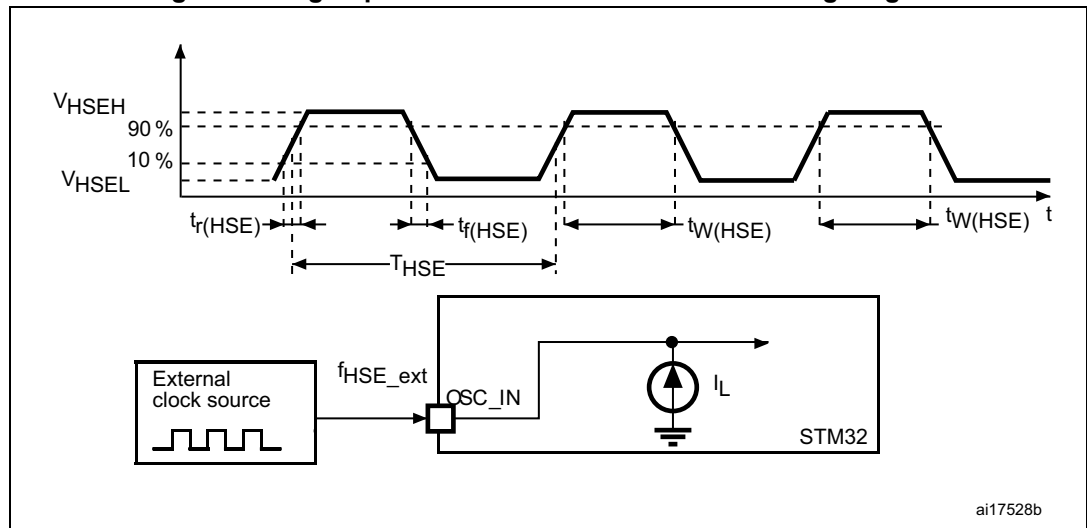 VHSEH
90 %
10 %
VHSEL
tr(HSE)
tf(HSE)
tW(HSE)
tW(HSE)
t
THSE
External
clock source
fHSE_ext
OSC_IN
IL
STM32
ai17528b